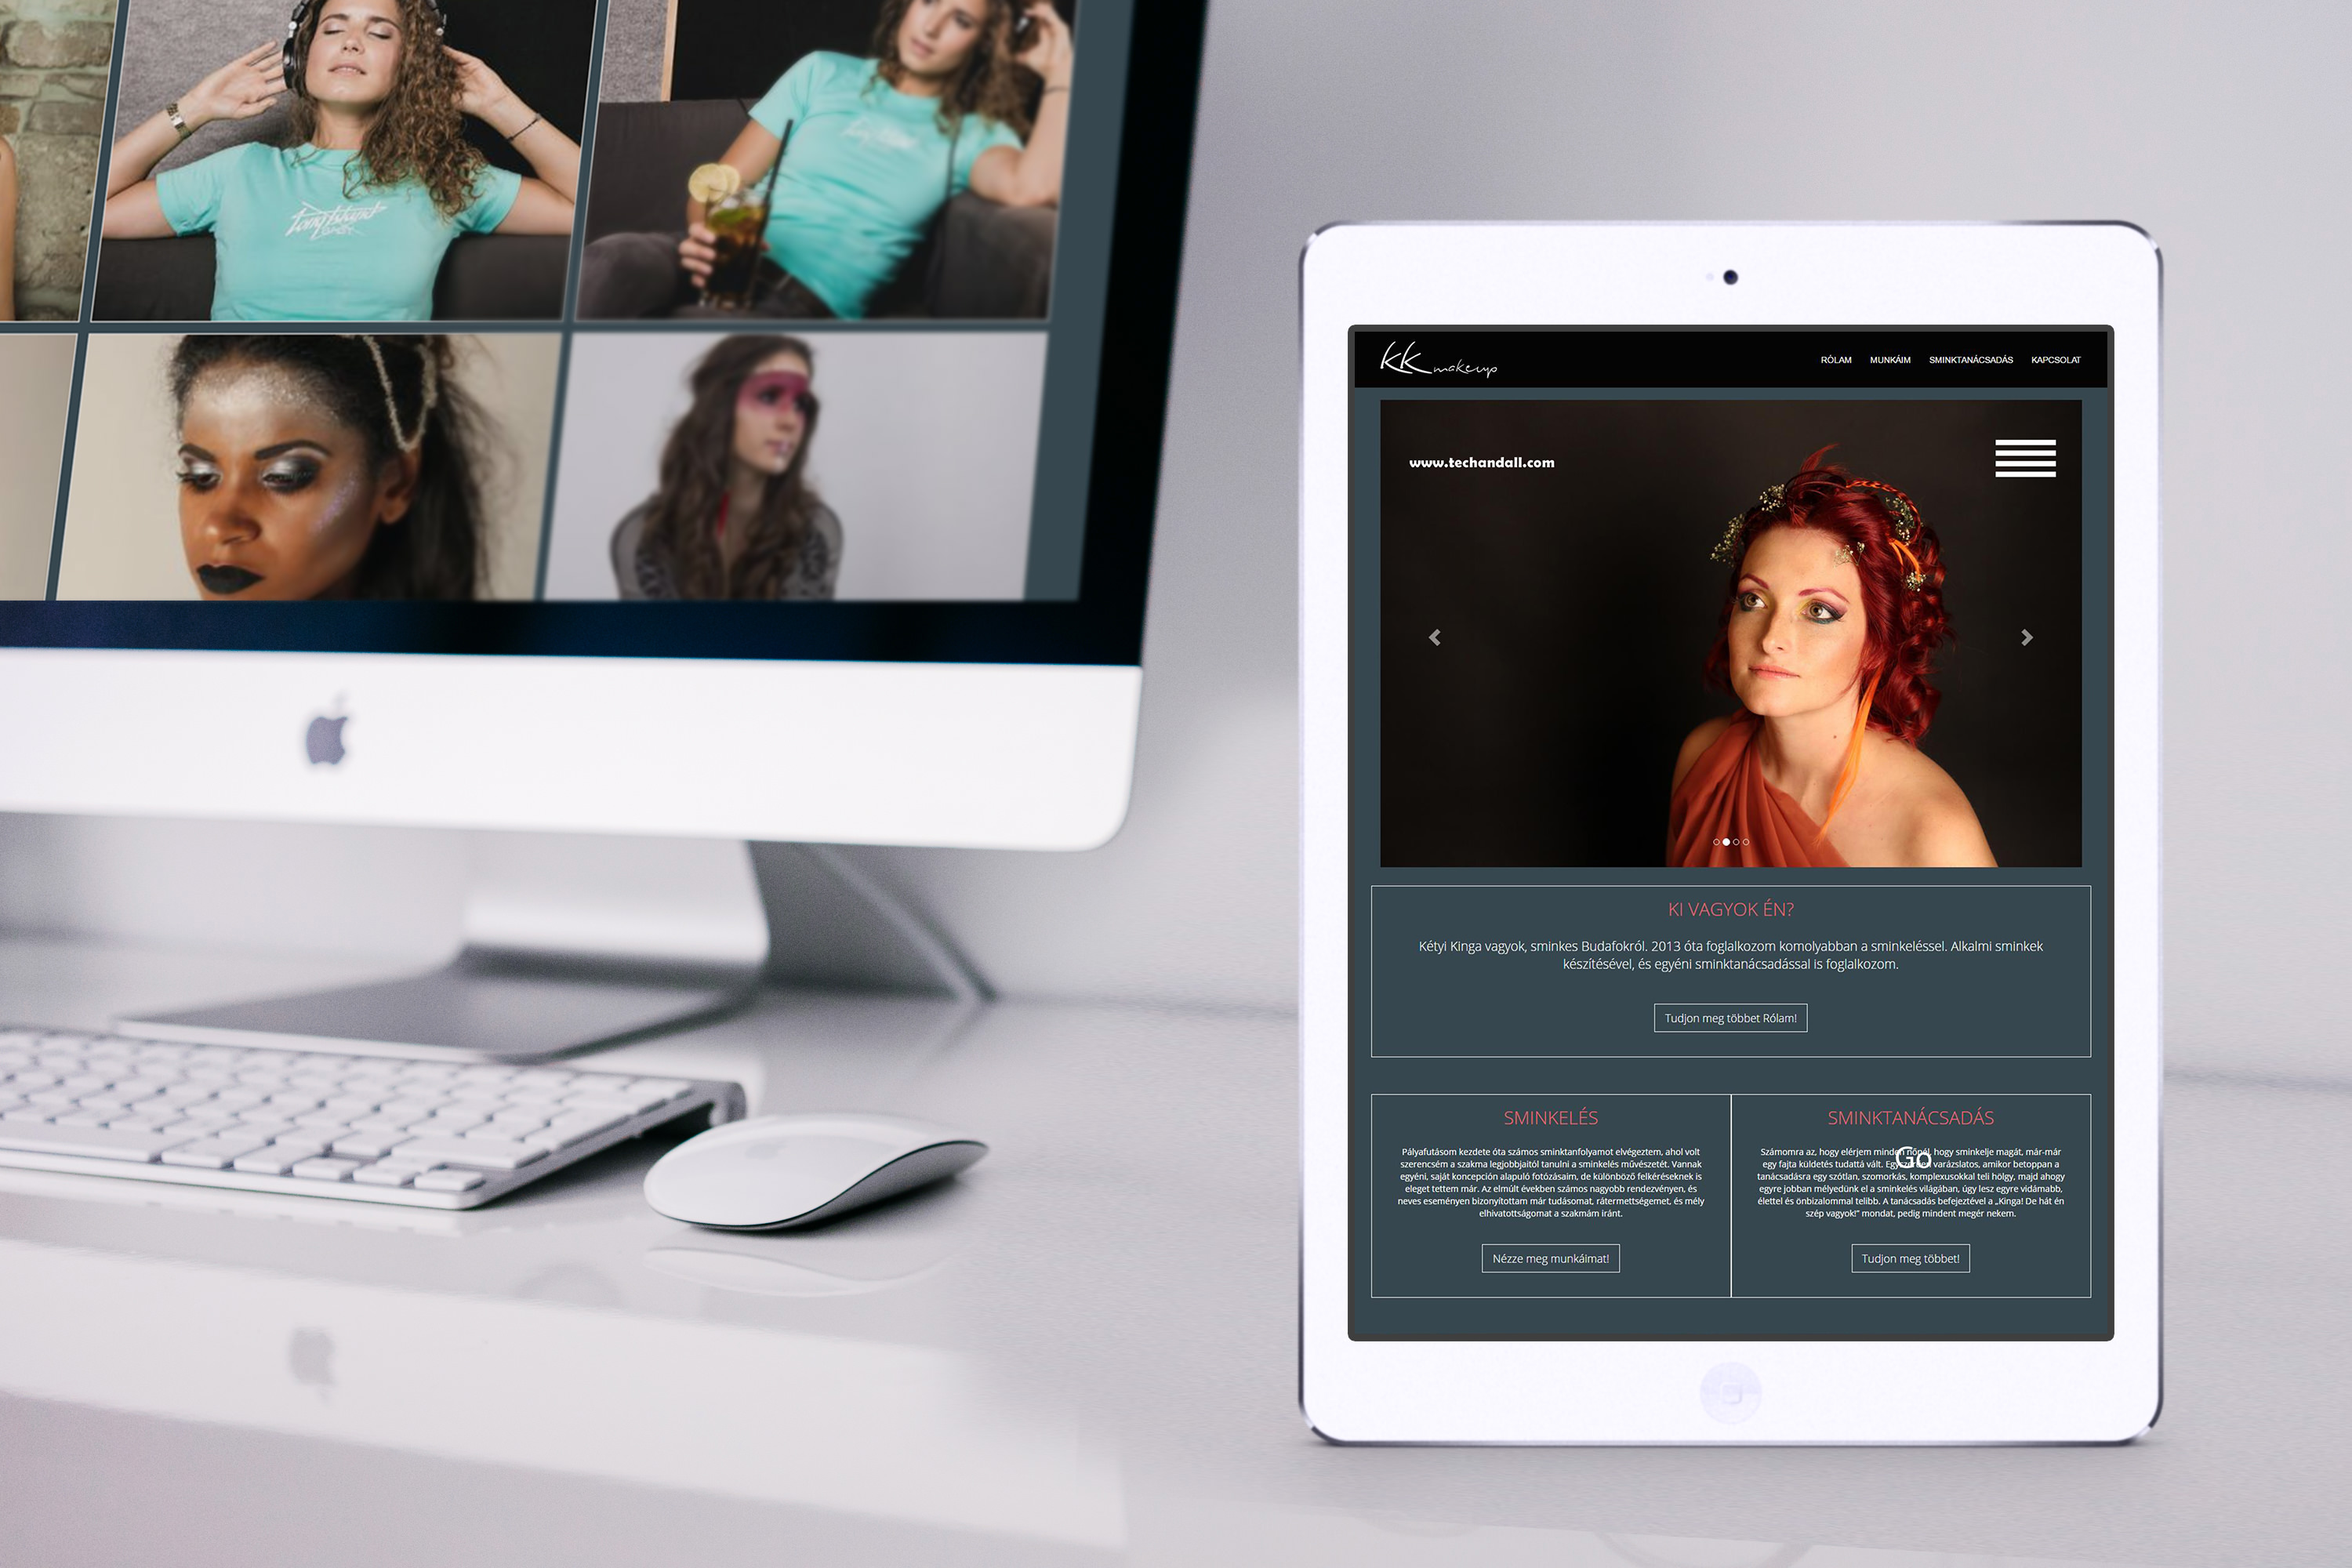 Long Island
KK makeup
RÓLAM MUNKÁIM SMINKTANÁCSADÁS KAPCSOLAT
www.techandall.com
KI VAGYOK ÉN?
Kétyi Kinga vagyok, sminkes Budafokról. 2013 óta foglalkozom komolyabban a sminkeléssel. Alkalmi sminkek
készítésével, és egyéni sminktanácsadással is foglalkozom.
Tudjon meg többet Rólam!
SMINKELÉS
Pályafutásom kezdete óta számos sminktanfolyamot elvégeztem, ahol volt
szerencsém a szakma legjobbjaitól tanulni a sminkelés művészetét. Vannak
egyéni, saját koncepción alapuló fotózásaim, de különböző felkéréseknek is
eleget tettem már. Az elmúlt években számos nagyobb rendezvényen, és
neves eseményen bizonyítottam már tudásomat, rátermettségemet, és mély
elhivatottságomat a szakmám iránt.
Nézze meg munkáimat!
SMINKTANÁCSADÁS
Számomra az, hogy elérjem minden nőnél, hogy sminkelje magát, már-már
egy fajta küldetés tudattá vált. Egyszerűen varázslatos, amikor betoppan a
tanácsadásra egy szótlan, szomorkás, komplexusokkal teli hölgy, majd ahogy
egyre jobban mélyedünk el a sminkelés világában, úgy lesz egyre vidámabb,
élettel és önbizalommal telibb. A tanácsadás befejeztével a „Kinga! De hát én
szép vagyok!" mondat, pedig mindent megér nekem.
Go
Tudjon meg többet!